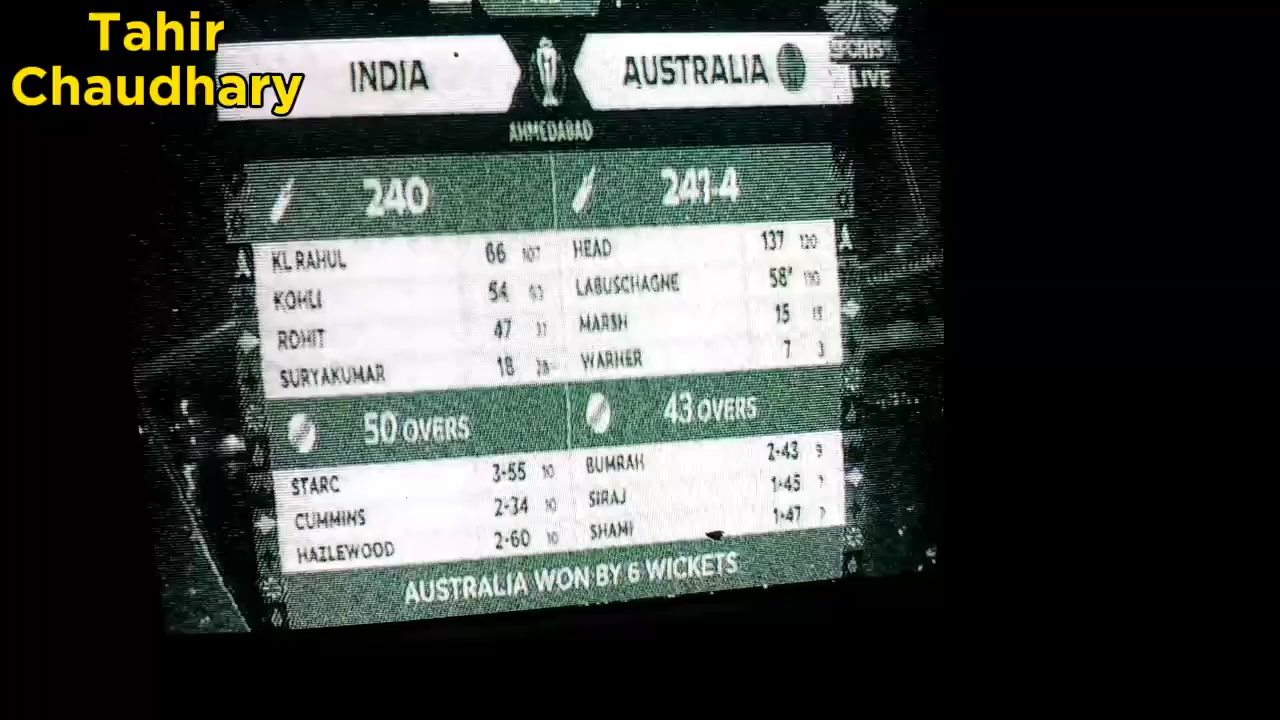 Tahir
Chaudhary
INDIA
AUSTRALIA
SPORTS
LIVE
AHMEDABAD
240
241-4
KL RAHUL 66 107
HEAD 137 120
KOHLI 54 63
LABUSCHAGNE 58* 110
ROHIT 47 31
MARSH 15 15
SURYAKUMAR 18 28
WARNER 7 3
50 OVERS
43 OVERS
STARC 3-55 10
BUMRAH 2-43 9
CUMMINS 2-34 10
SIRAJ 1-45 7
HAZLEWOOD 2-60 10
SHAMI 1-47 7
AUSTRALIA WON BY 6 WICKETS